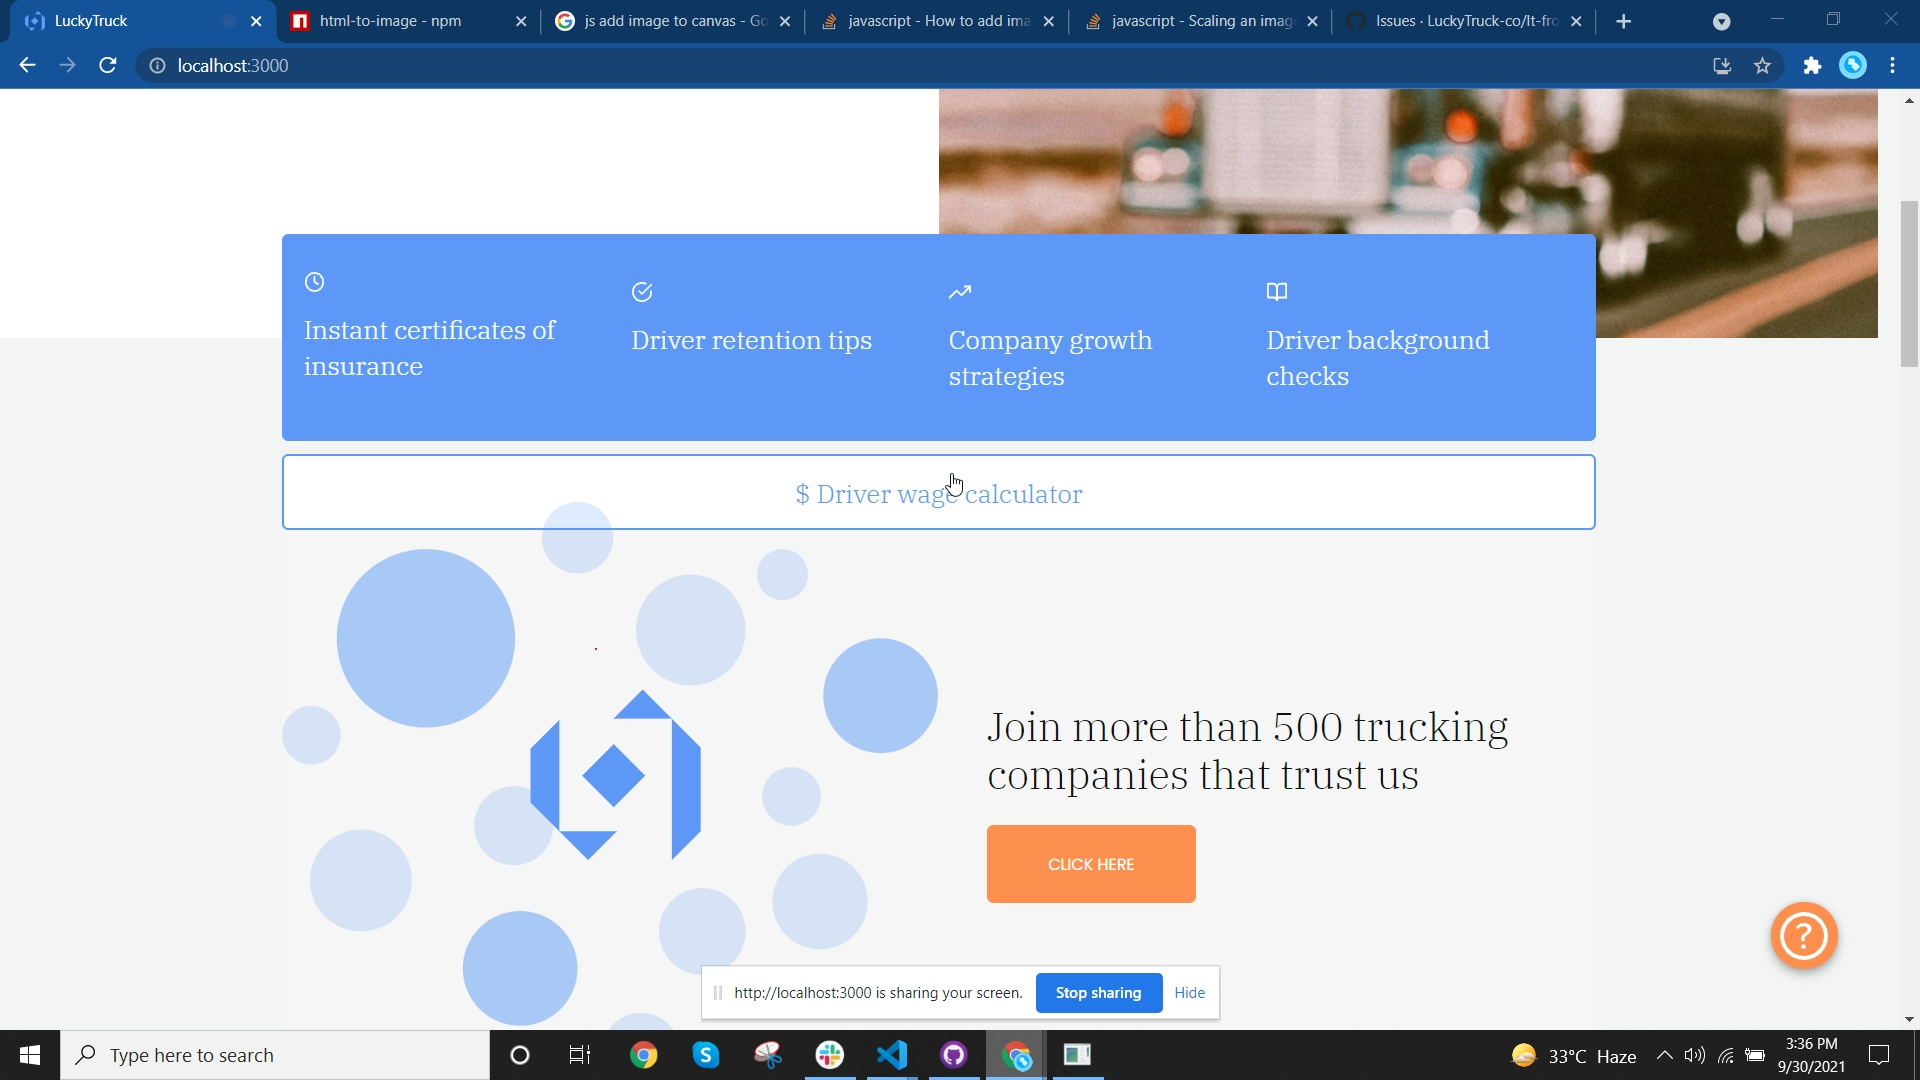 LuckyTruck
html-to-image - npm
js add image to canvas - Go
javascript - How to add ima
javascript - Scaling an imag
Issues · LuckyTruck-co/lt-fro
localhost:3000
Instant certificates of
insurance
Driver retention tips
Company growth
strategies
Driver background
checks
$ Driver wage calculator
Join more than 500 trucking
companies that trust us
CLICK HERE
?
http://localhost:3000 is sharing your screen.
Stop sharing
Hide
Type here to search
33°C Haze
3:36 PM
9/30/2021